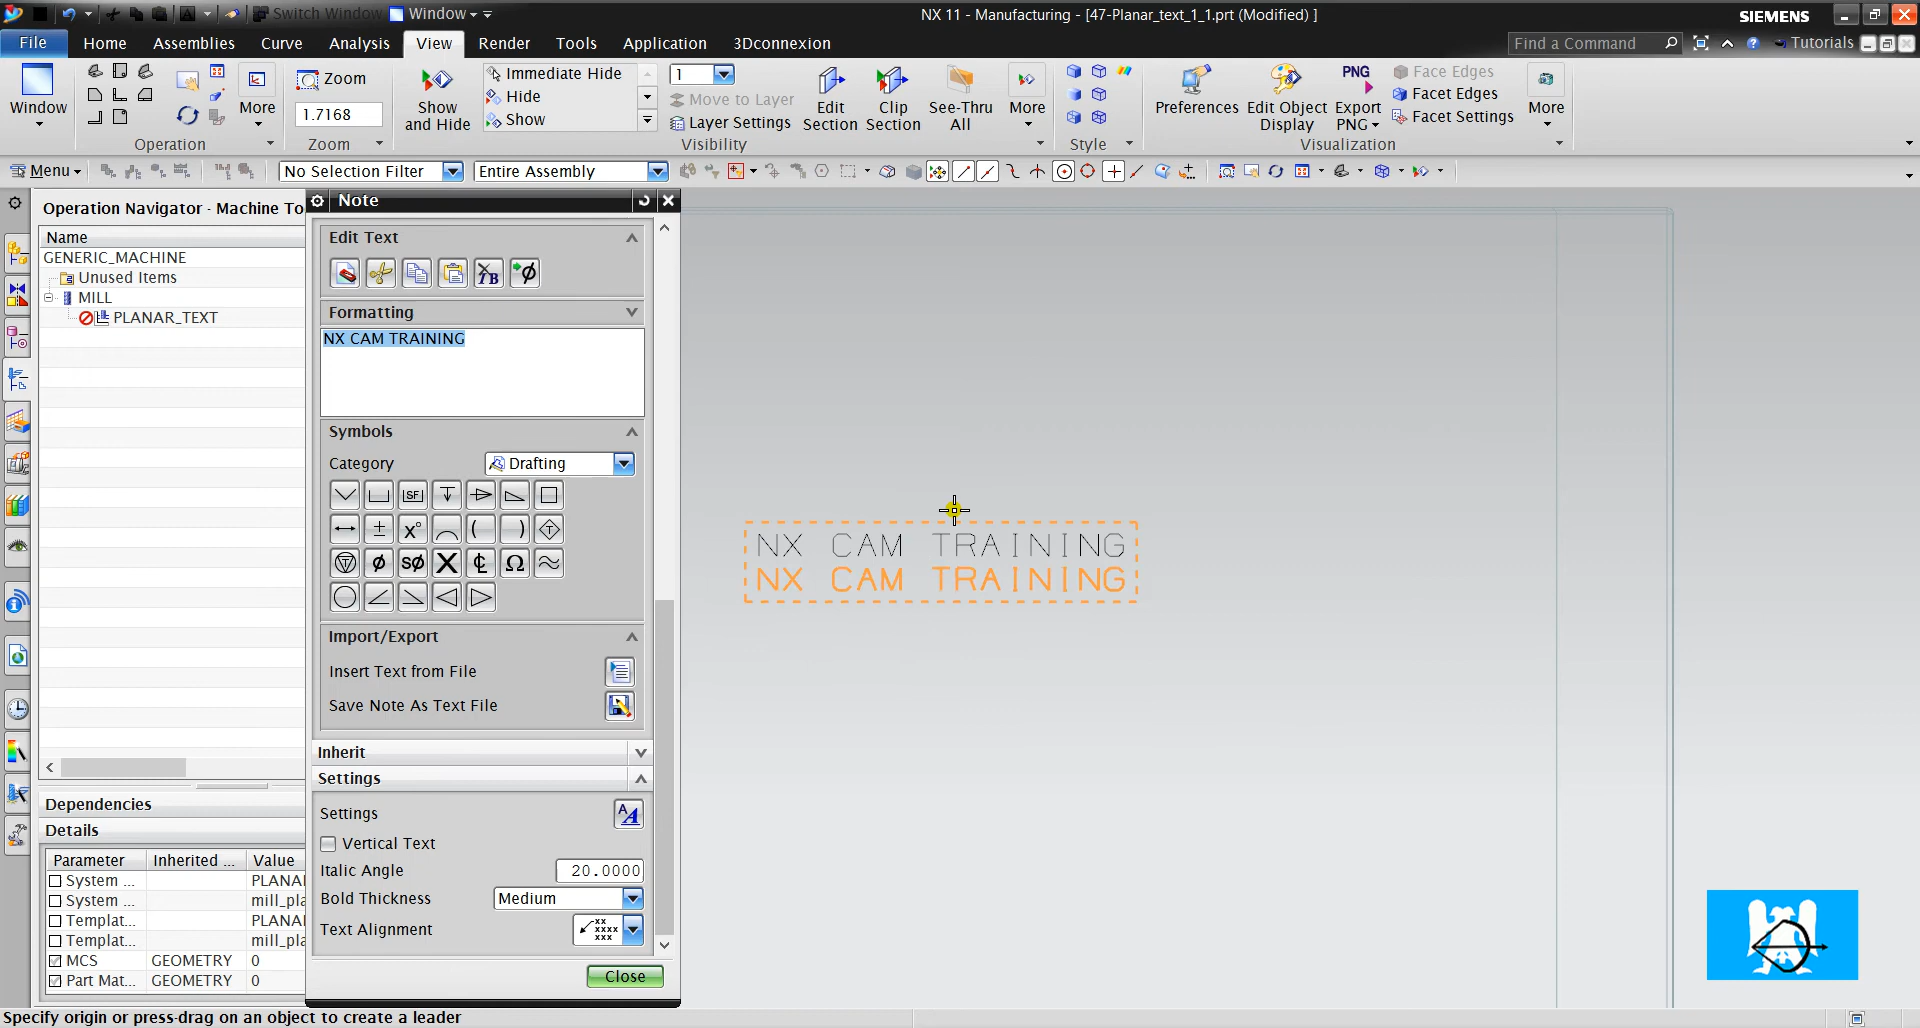 Switch Window Window NX 11 - Manufacturing - [47-Planar_text_1_1.prt (Modified) ] SIEMENS
File Home Assemblies Curve Analysis View Render Tools Application 3Dconnexion Find a Command Tutorials
Window
More
Operation
Zoom
1.7168
Zoom
Show and Hide
Immediate Hide
Hide
Show
1
Move to Layer
Layer Settings
Visibility
Edit Section
Clip Section
See-Thru All
More
Style
Preferences
Edit Object Display
PNG
Export PNG
Face Edges
Facet Edges
Facet Settings
More
Visualization
Menu No Selection Filter Entire Assembly
Operation Navigator - Machine To
Name
GENERIC_MACHINE
Unused Items
MILL
PLANAR_TEXT
Dependencies
Details
Parameter Inherited ... Value
System ... PLANAI
System ... mill_pla
Templat... PLANAI
Templat... mill_pla
MCS GEOMETRY 0
Part Mat... GEOMETRY 0
Note
Edit Text
Formatting
NX CAM TRAINING
Symbols
Category Drafting
Import/Export
Insert Text from File
Save Note As Text File
Inherit
Settings
Settings
Vertical Text
Italic Angle 20.0000
Bold Thickness Medium
Text Alignment
Close
NX CAM TRAINING
NX CAM TRAINING
Specify origin or press-drag on an object to create a leader